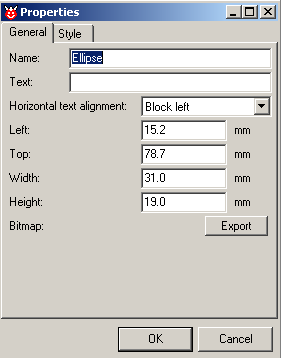 Properties
General Style
Name: Ellipse
Text:
Horizontal text alignment: Block left
Left: 15.2 mm
Top: 78.7 mm
Width: 31.0 mm
Height: 19.0 mm
Bitmap: Export
OK Cancel